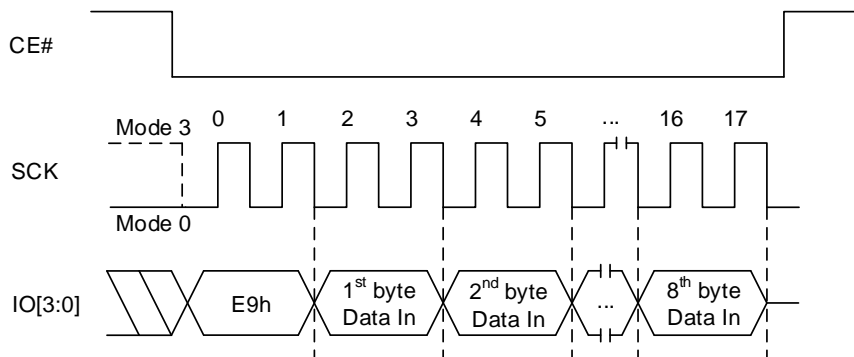 CE#
Mode 3
0 1 2 3 4 5 ... 16 17
SCK
Mode 0
IO[3:0]
E9h
1st byte
Data In
2nd byte
Data In
...
8th byte
Data In